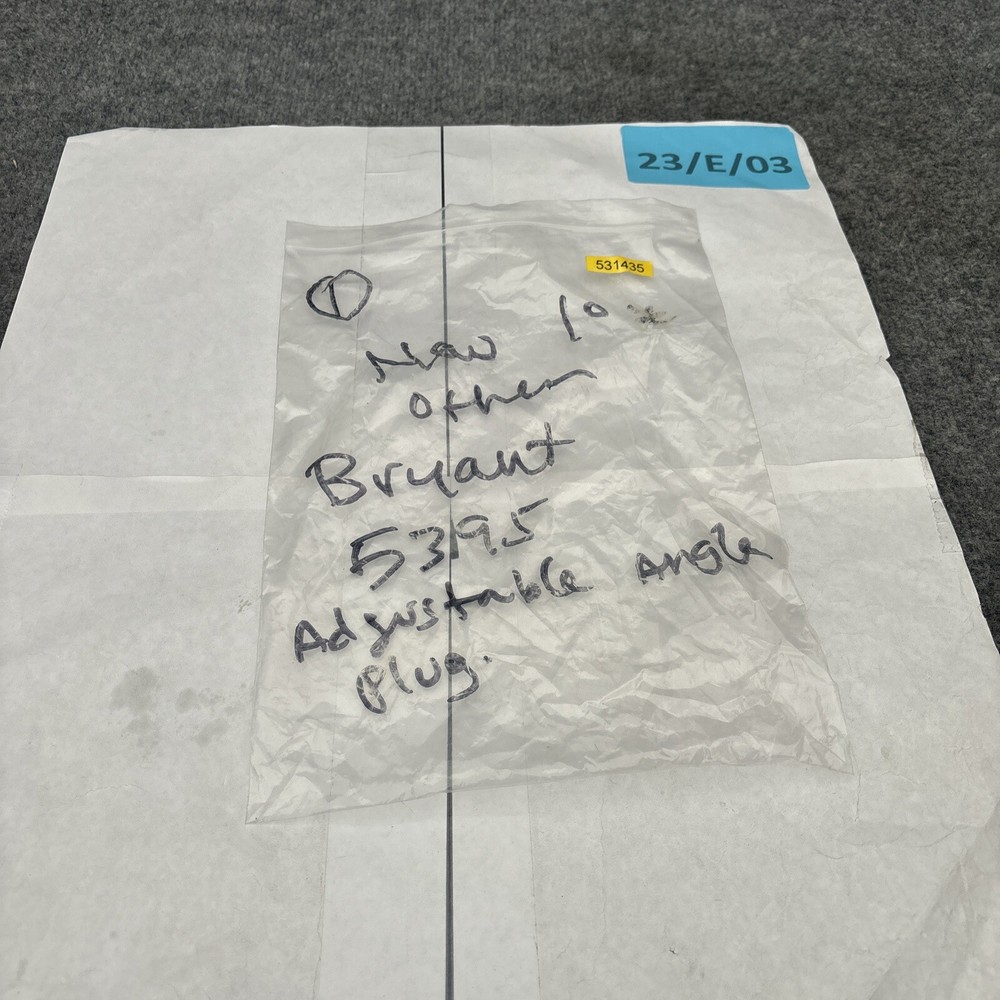 23/E/03
531435
1
10
New
other
Bryant
5395
Adjustable Angle
Plug.